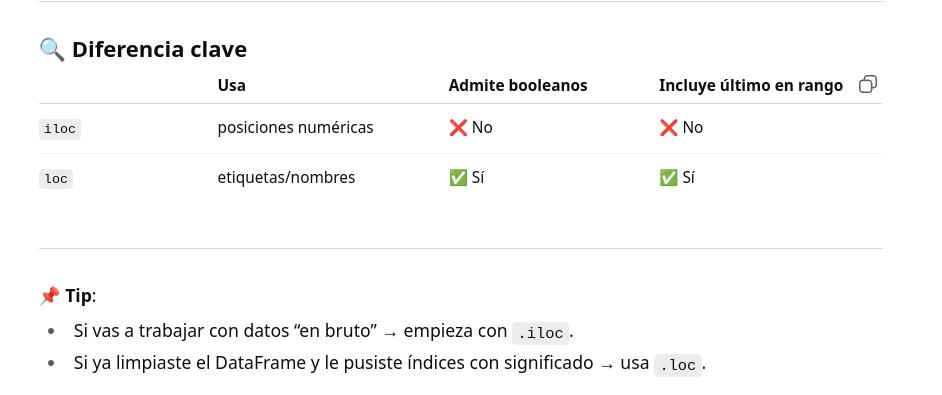 🔍 Diferencia clave
Usa Admite booleanos Incluye último en rango
iloc posiciones numéricas ❌ No ❌ No
loc etiquetas/nombres ✅ Sí ✅ Sí
📌 Tip:
• Si vas a trabajar con datos “en bruto” → empieza con .iloc.
• Si ya limpiaste el DataFrame y le pusiste índices con significado → usa .loc.